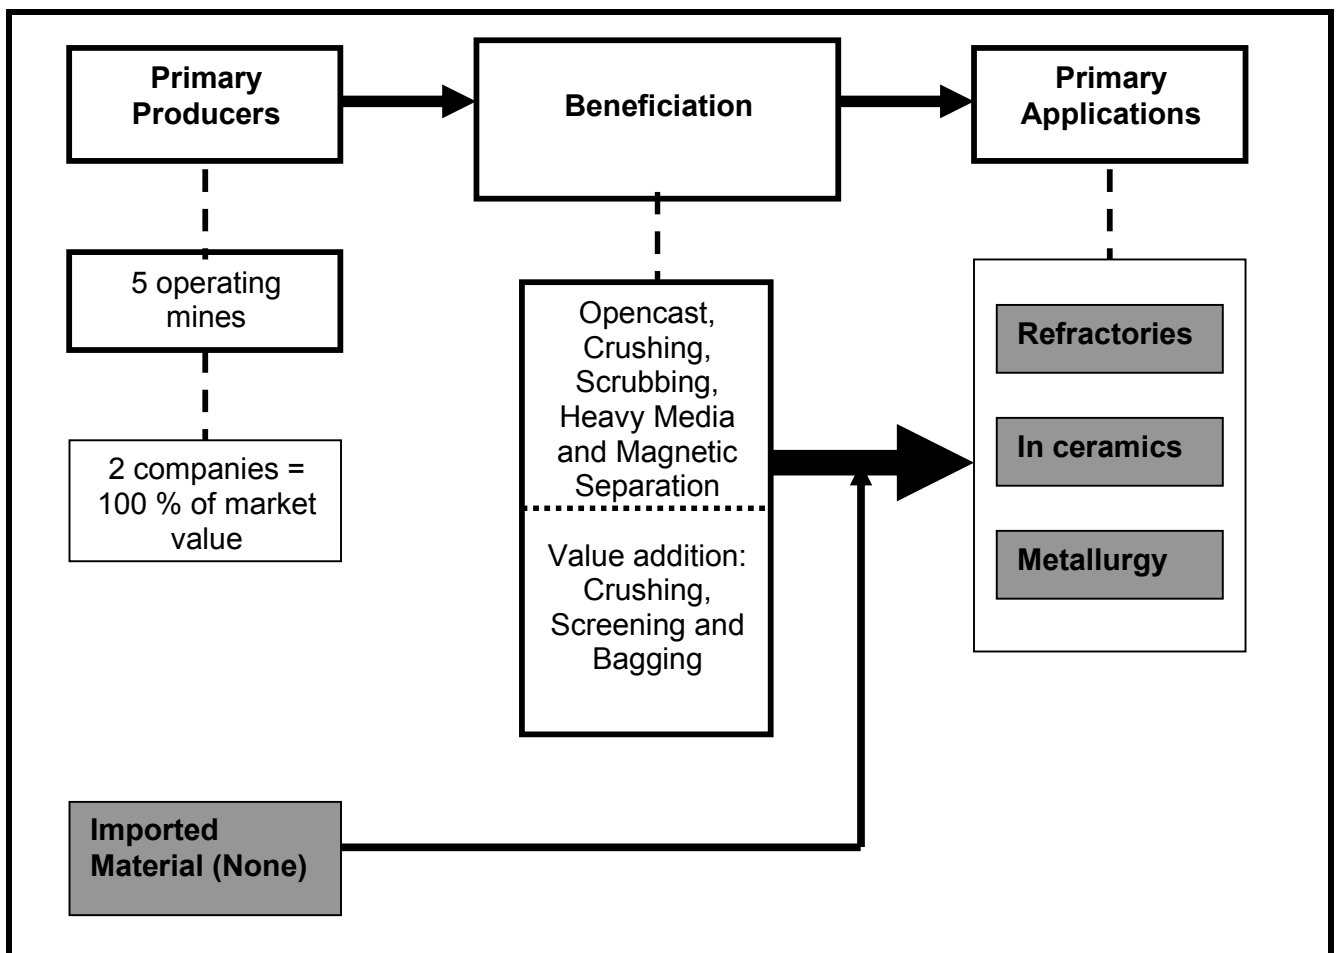 Primary
Producers
Beneficiation
Primary
Applications
5 operating
mines
2 companies =
100 % of market
value
Opencast,
Crushing,
Scrubbing,
Heavy Media
and Magnetic
Separation
Value addition:
Crushing,
Screening and
Bagging
Refractories
In ceramics
Metallurgy
Imported
Material (None)